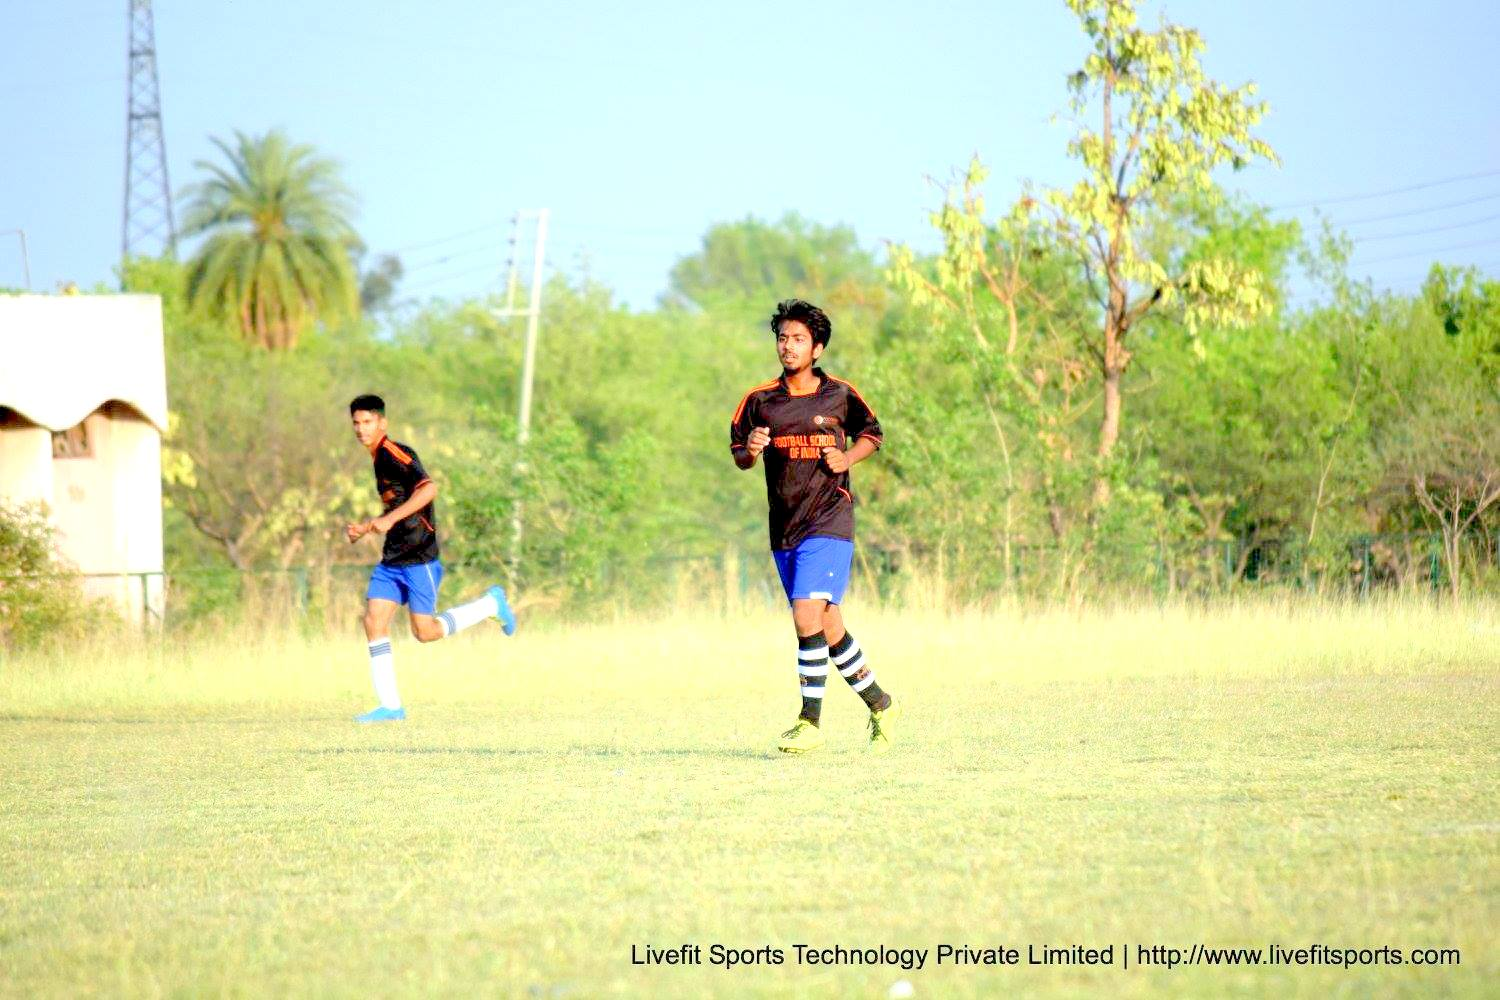 FOOTBALL SCHOOL
OF INDIA
Livefit Sports Technology Private Limited | http://www.livefitsports.com